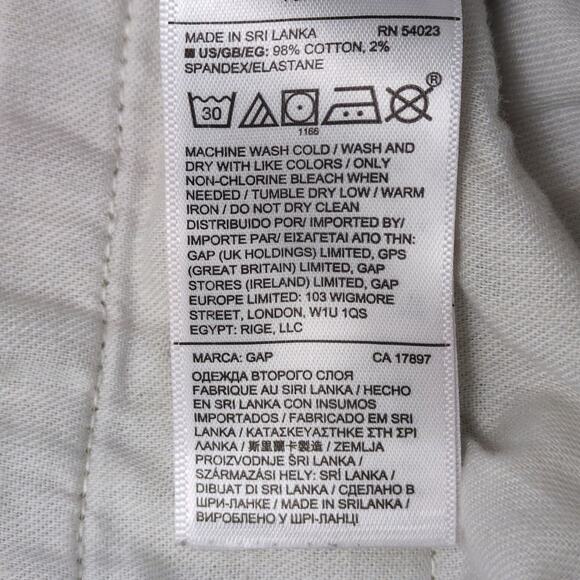 MADE IN SRI LANKA RN 54023
■ US/GB/EG: 98% COTTON, 2%
SPANDEX/ELASTANE
30
®
1166
MACHINE WASH COLD / WASH AND
DRY WITH LIKE COLORS / ONLY
NON-CHLORINE BLEACH WHEN
NEEDED / TUMBLE DRY LOW / WARM
IRON / DO NOT DRY CLEAN
DISTRIBUIDO POR/ IMPORTED BY/
IMPORTE PAR/ ΕΙΣΑΓΕΤΑΙ ΑΠΟ ΤΗΝ:
GAP (UK HOLDINGS) LIMITED, GPS
(GREAT BRITAIN) LIMITED, GAP
STORES (IRELAND) LIMITED, GAP
EUROPE LIMITED: 103 WIGMORE
STREET, LONDON, W1U 1QS
EGYPT: RIGE, LLC
MARCA: GAP CA 17897
ОДЕЖДА ВТОРОГО СЛОЯ
FABRIQUE AU SIRI LANKA / HECHO
EN SRI LANKA CON INSUMOS
IMPORTADOS / FABRICADO EM SRI
LANKA / ΚΑΤΑΣΚΕΥΑΣΤΗΚΕ ΣΤΗ ΣΡΙ
ΛΑΝΚΑ / 斯里蘭卡製造 / ZEMLJA
PROIZVODNJE ŠRI LANKA /
SZÁRMAZÁSI HELY: SRÍ LANKA /
DIBUAT DI SRI LANKA / СДЕЛАНО В
ШРИ-ЛАНКЕ / MADE IN SRILANKA /
ВИРОБЛЕНО У ШРІ-ЛАНЦІ